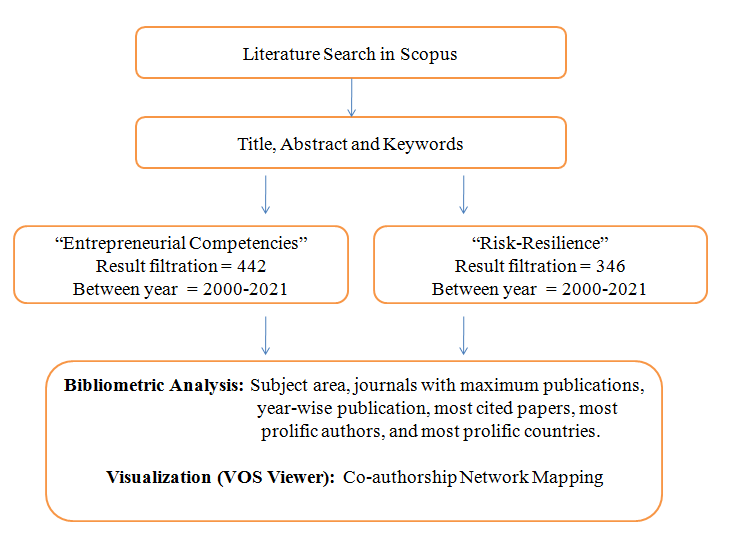 Literature Search in Scopus
Title, Abstract and Keywords
“Entrepreneurial Competencies”
Result filtration = 442
Between year = 2000-2021
“Risk-Resilience”
Result filtration = 346
Between year = 2000-2021
Bibliometric Analysis: Subject area, journals with maximum publications,
year-wise publication, most cited papers, most
prolific authors, and most prolific countries.
Visualization (VOS Viewer): Co-authorship Network Mapping